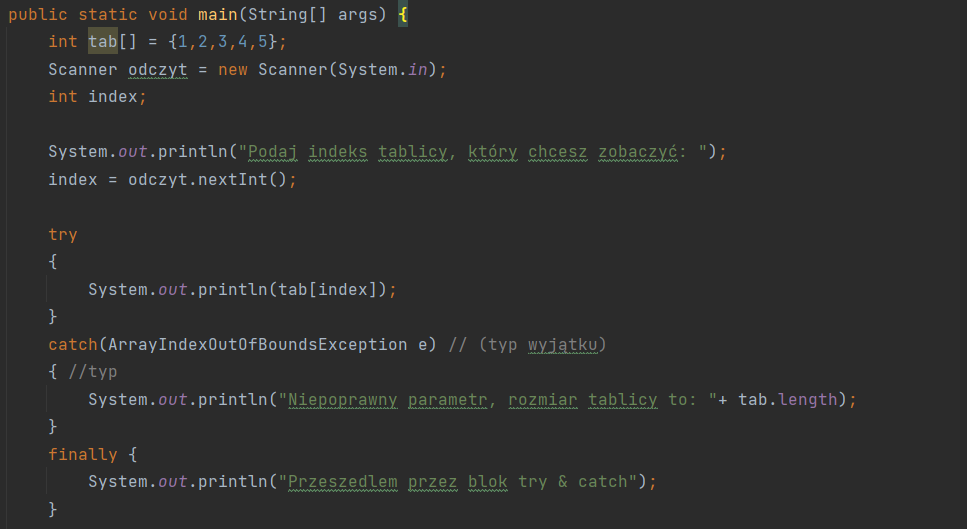 public static void main(String[] args) {
int tab[] = {1,2,3,4,5};
Scanner odczyt = new Scanner(System.in);
int index;
System.out.println("Podaj indeks tablicy, który chcesz zobaczyć: ");
index = odczyt.nextInt();
try
{
System.out.println(tab[index]);
}
catch(ArrayIndexOutOfBoundsException e) // (typ wyjątku)
{ //typ
System.out.println("Niepoprawny parametr, rozmiar tablicy to: "+ tab.length);
}
finally {
System.out.println("Przeszedlem przez blok try & catch");
}